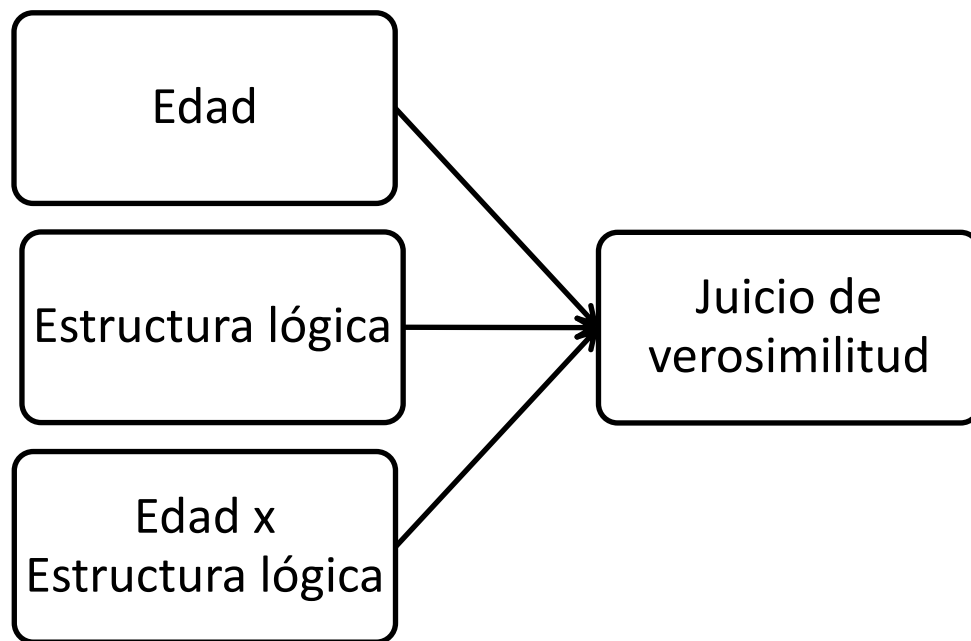 Edad
Estructura lógica
Edad x
Estructura lógica
Juicio de
verosimilitud